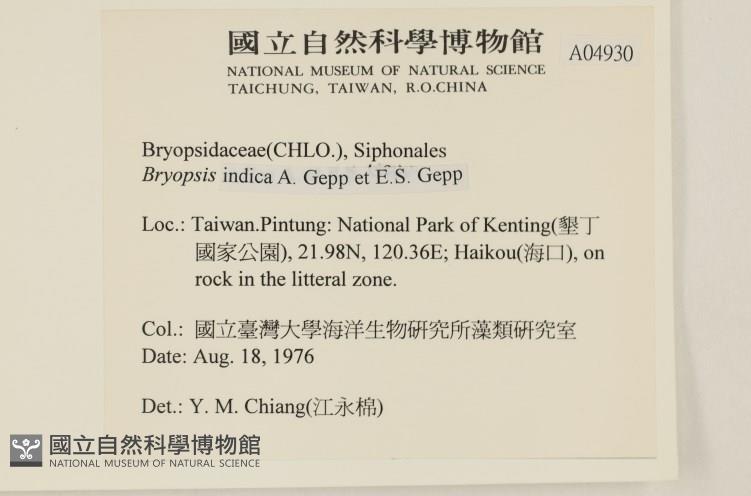 國立自然科學博物館
A04930
NATIONAL MUSEUM OF NATURAL SCIENCE
TAICHUNG, TAIWAN, R.O.CHINA
Bryopsidaceae(CHLO.), Siphonales
Bryopsis indica A. Gepp et E.S. Gepp
Loc.: Taiwan.Pintung: National Park of Kenting(墾丁
國家公園), 21.98N, 120.36E; Haikou(海口), on
rock in the litteral zone.
Col.: 國立臺灣大學海洋生物研究所藻類研究室
Date: Aug. 18, 1976
Det.: Y. M. Chiang(江永棉)
國立自然科學博物館
NATIONAL MUSEUM OF NATURAL SCIENCE